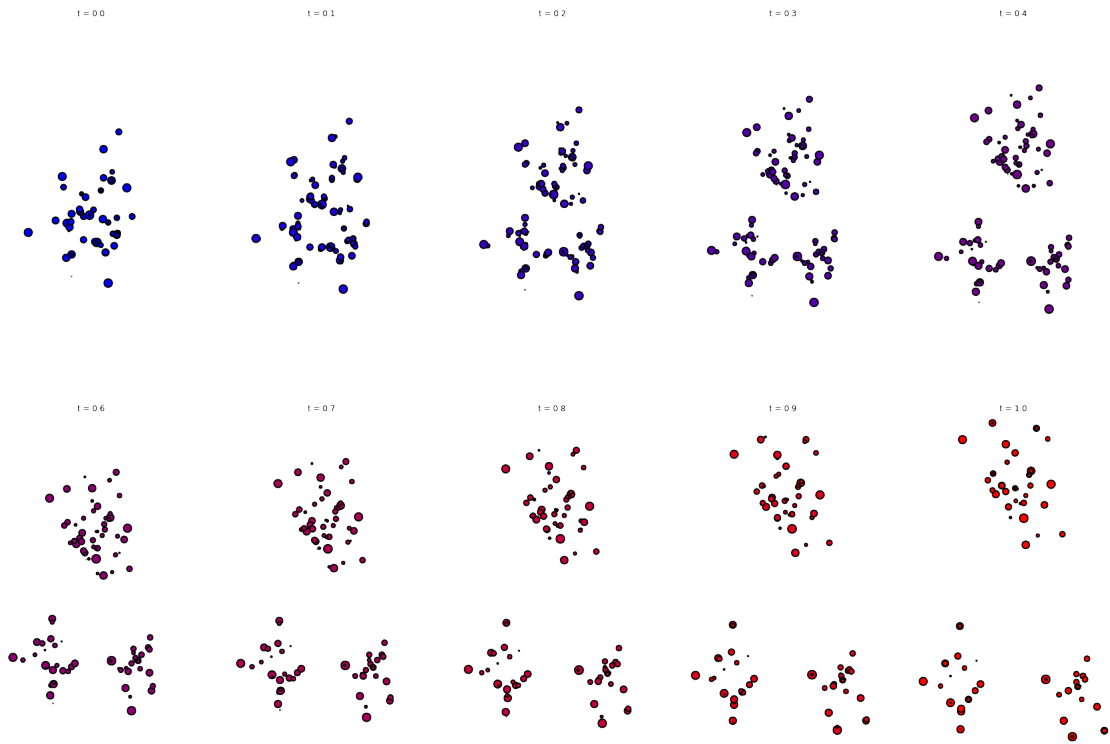 t = 0.0
t = 0.1
t = 0.2
t = 0.3
t = 0.4
t = 0.6
t = 0.7
t = 0.8
t = 0.9
t = 1.0